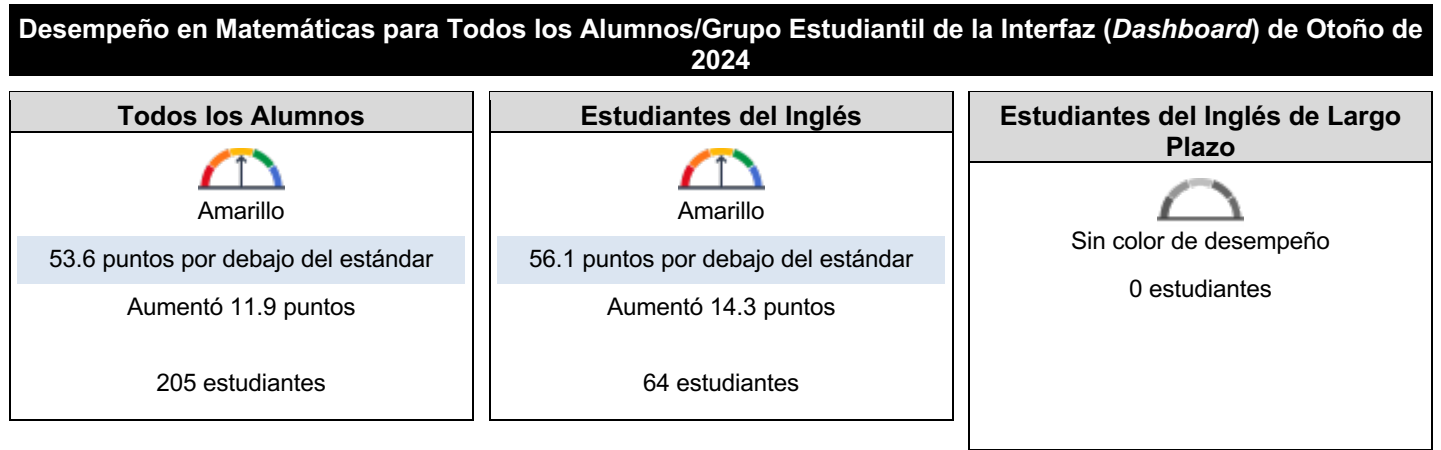 Desempeño en Matemáticas para Todos los Alumnos/Grupo Estudiantil de la Interfaz (Dashboard) de Otoño de
2024
Todos los Alumnos
Amarillo
53.6 puntos por debajo del estándar
Aumentó 11.9 puntos
205 estudiantes
Estudiantes del Inglés
Amarillo
56.1 puntos por debajo del estándar
Aumentó 14.3 puntos
64 estudiantes
Estudiantes del Inglés de Largo
Plazo
Sin color de desempeño
0 estudiantes